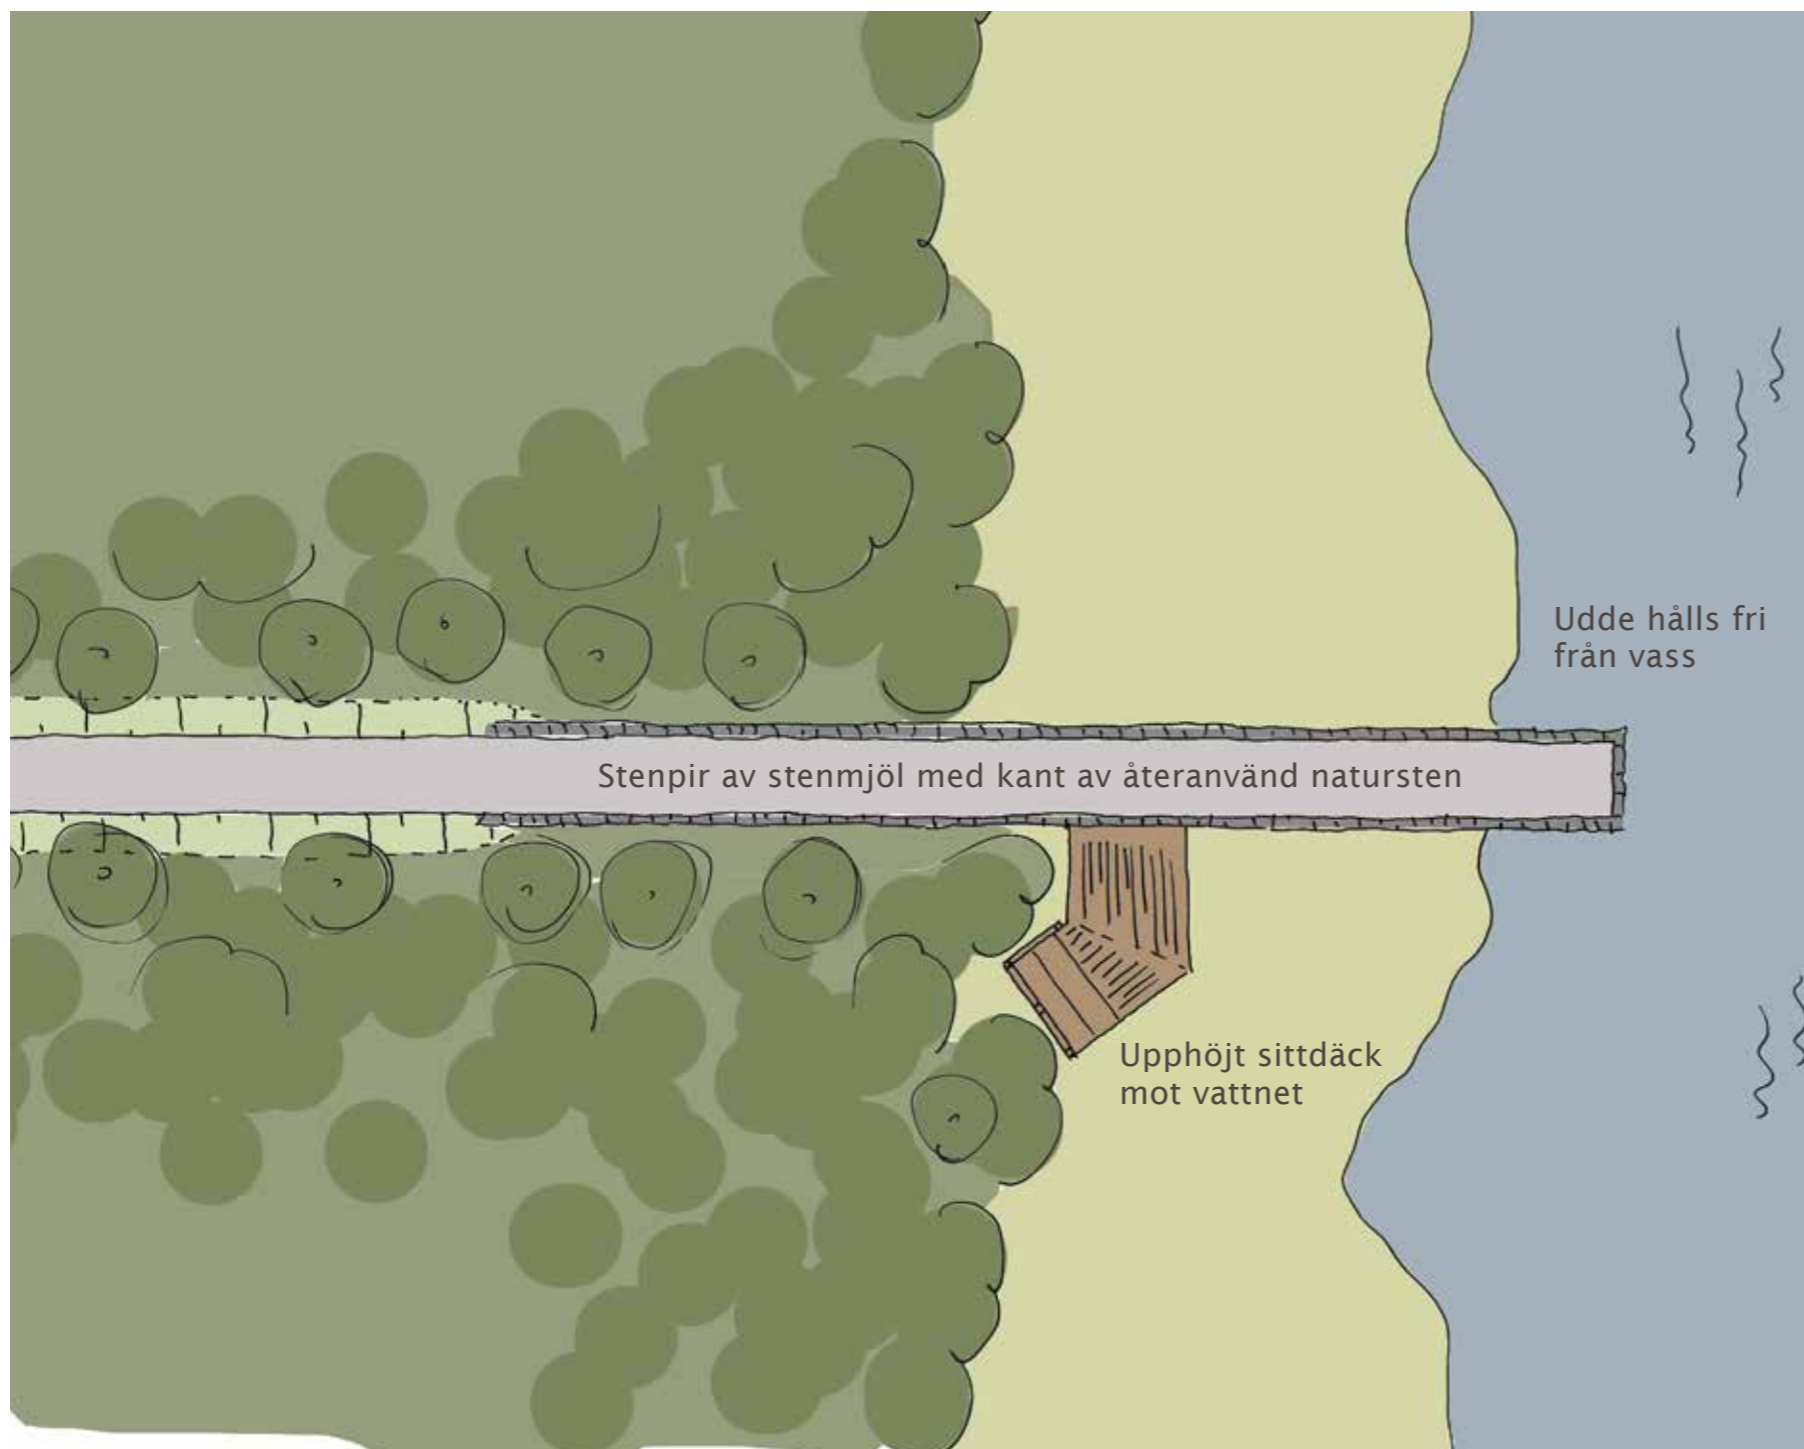 Udde hålls fri
från vass
Stenpir av stenmjöl med kant av återanvänd natursten
Upphöjt sittdäck
mot vattnet